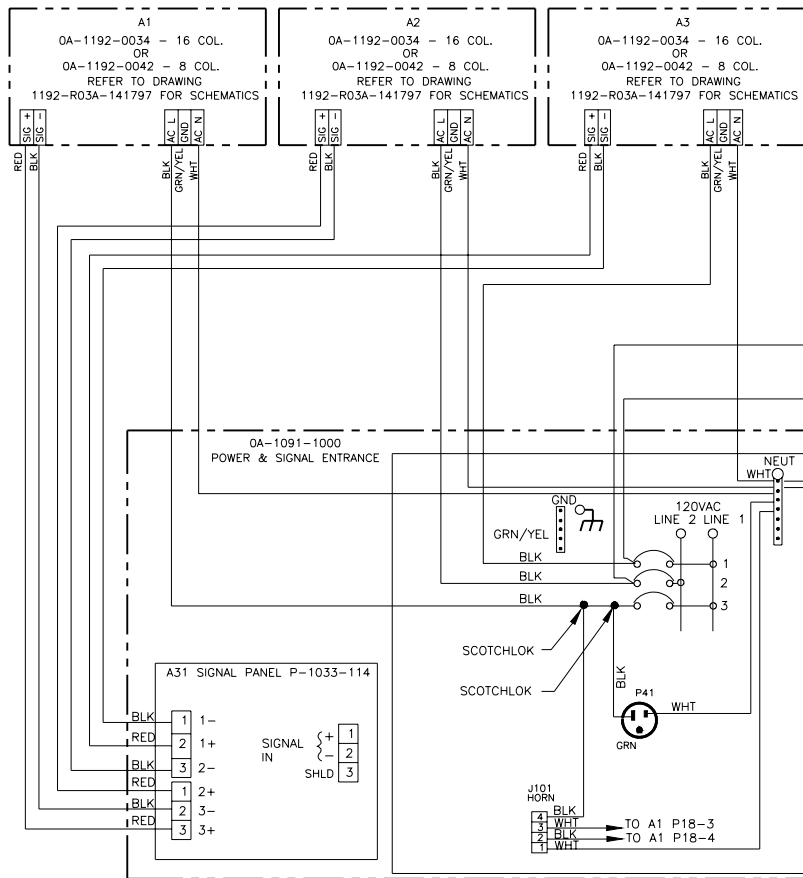 A1
0A-1192-0034 - 16 COL.
OR
0A-1192-0042 - 8 COL.
REFER TO DRAWING
1192-R03A-141797 FOR SCHEMATICS
SIG +
SIG -
AC L
GND
AC N
RED
BLK
BLK
GRN/YEL
WHT
A2
0A-1192-0034 - 16 COL.
OR
0A-1192-0042 - 8 COL.
REFER TO DRAWING
1192-R03A-141797 FOR SCHEMATICS
SIG +
SIG -
AC L
GND
AC N
RED
BLK
BLK
GRN/YEL
WHT
A3
0A-1192-0034 - 16 COL.
OR
0A-1192-0042 - 8 COL.
REFER TO DRAWING
1192-R03A-141797 FOR SCHEMATICS
SIG +
SIG -
AC L
GND
AC N
RED
BLK
BLK
GRN/YEL
WHT
0A-1091-1000
POWER & SIGNAL ENTRANCE
NEUT
WHT
GND
GRN/YEL
120VAC
LINE 2 LINE 1
BLK 1
BLK 2
BLK 3
SCOTCHLOK
SCOTCHLOK
BLK
P41
WHT
GRN
A31 SIGNAL PANEL P-1033-114
BLK 1 1-
RED 2 1+
BLK 3 2-
RED 1 2+
BLK 2 3-
RED 3 3+
SIGNAL
IN
+ 1
- 2
SHLD 3
J101
HORN
4 BLK
3 WHT TO A1 P18-3
2 BLK TO A1 P18-4
1 WHT